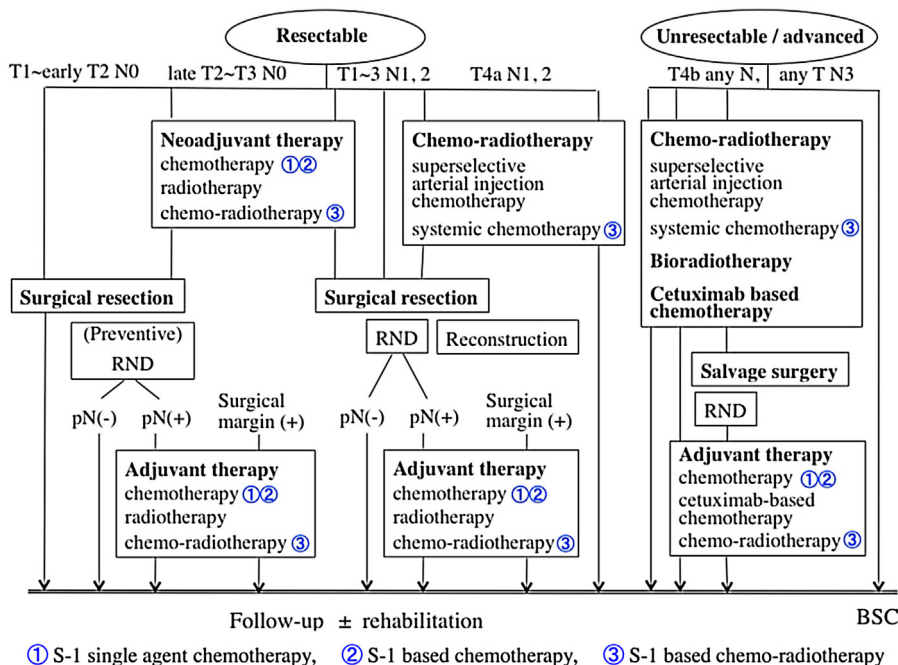 Resectable
Unresectable / advanced
T1~early T2 N0
late T2~T3 N0
T1~3 N1, 2
T4a N1, 2
T4b any N,
any T N3
Neoadjuvant therapy
chemotherapy ①②
radiotherapy
chemo-radiotherapy ③
Chemo-radiotherapy
superselective
arterial injection
chemotherapy
systemic chemotherapy ③
Chemo-radiotherapy
superselective
arterial injection
chemotherapy
systemic chemotherapy ③
Bioradiotherapy
Cetuximab based
chemotherapy
Surgical resection
(Preventive)
RND
pN(-)
pN(+)
Surgical
margin (+)
Adjuvant therapy
chemotherapy ①②
radiotherapy
chemo-radiotherapy ③
Surgical resection
RND
Reconstruction
pN(-)
pN(+)
Surgical
margin (+)
Adjuvant therapy
chemotherapy ①②
radiotherapy
chemo-radiotherapy ③
Salvage surgery
RND
Adjuvant therapy
chemotherapy ①②
cetuximab-based
chemotherapy
chemo-radiotherapy ③
Follow-up ± rehabilitation
BSC
① S-1 single agent chemotherapy, ② S-1 based chemotherapy, ③ S-1 based chemo-radiotherapy